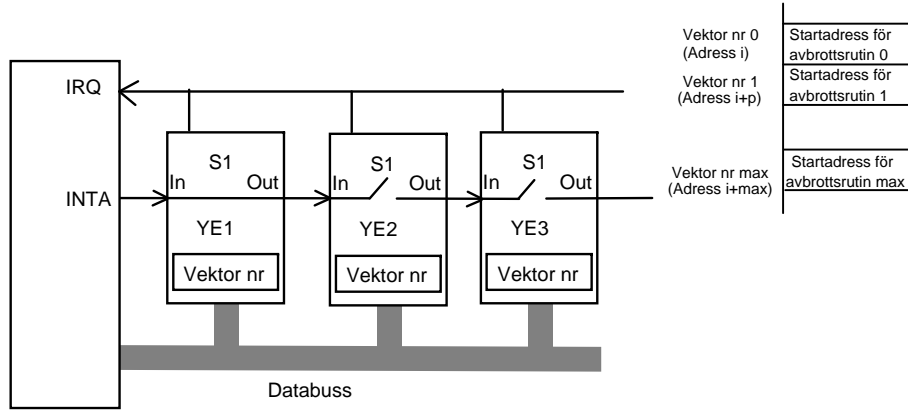 IRQ
INTA
S1
In
Out
YE1
Vektor nr
S1
In
Out
YE2
Vektor nr
S1
In
Out
YE3
Vektor nr
Databuss
Vektor nr 0
(Adress i)
Startadress för
avbrottsrutin 0
Vektor nr 1
(Adress i+p)
Startadress för
avbrottsrutin 1
Vektor nr max
(Adress i+max)
Startadress för
avbrottsrutin max